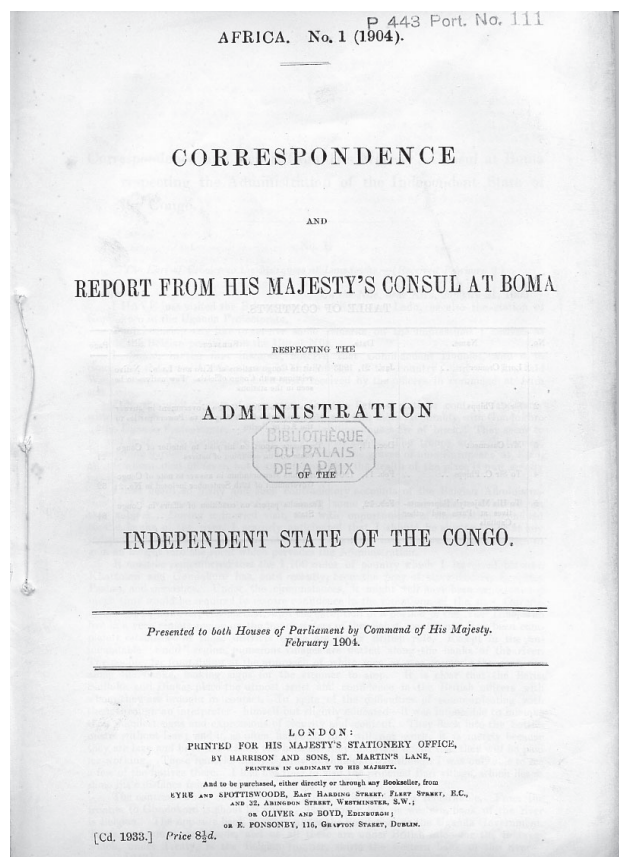 P 443 Port. No. 111
AFRICA. No. 1 (1904).
CORRESPONDENCE
AND
REPORT FROM HIS MAJESTY'S CONSUL AT BOMA
RESPECTING THE
ADMINISTRATION
BIBLIOTHÈQUE
DU PALAIS
DE LA PAIX
OF THE
INDEPENDENT STATE OF THE CONGO.
Presented to both Houses of Parliament by Command of His Majesty.
February 1904.
LONDON:
PRINTED FOR HIS MAJESTY'S STATIONERY OFFICE,
BY HARRISON AND SONS, ST. MARTIN'S LANE,
PRINTERS IN ORDINARY TO HIS MAJESTY.
And to be purchased, either directly or through any Bookseller, from
EYRE AND SPOTTISWOODE, EAST HARDING STREET, FLEET STREET, E.C.,
AND 32, ABINGDON STREET, WESTMINSTER, S.W.;
OR OLIVER AND BOYD, EDINBURGH;
OR E. PONSONBY, 116, GRAFTON STREET, DUBLIN.
[Cd. 1933.] Price 8½d.